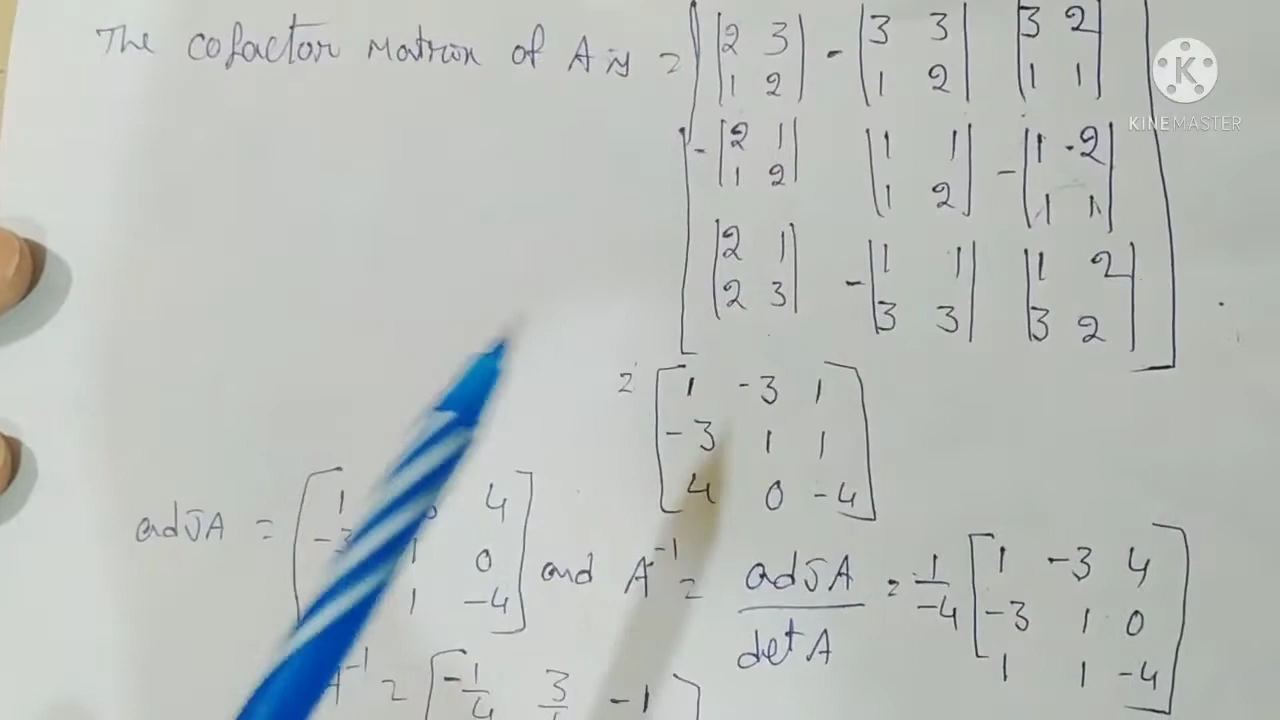 The cofactor Matrix of A is = [ |2 3| -|3 3| |3 2|
|1 2| |1 2| |1 1|
-|2 1| |1 1| -|1 -2|
|1 2| |1 2| |1 1|
|2 1| -|1 1| |1 2|
|2 3| |3 3| |3 2| ]
= [ 1 -3 1
-3 1 1
4 0 -4 ]
adjA = [ 1 4
-3 1 0
1 -4 ]
and A^-1 = adjA / detA = 1/-4 [ 1 -3 4
-3 1 0
1 1 -4 ]
A^-1 = [ -1/4 3 -1 ]
KINEMASTER